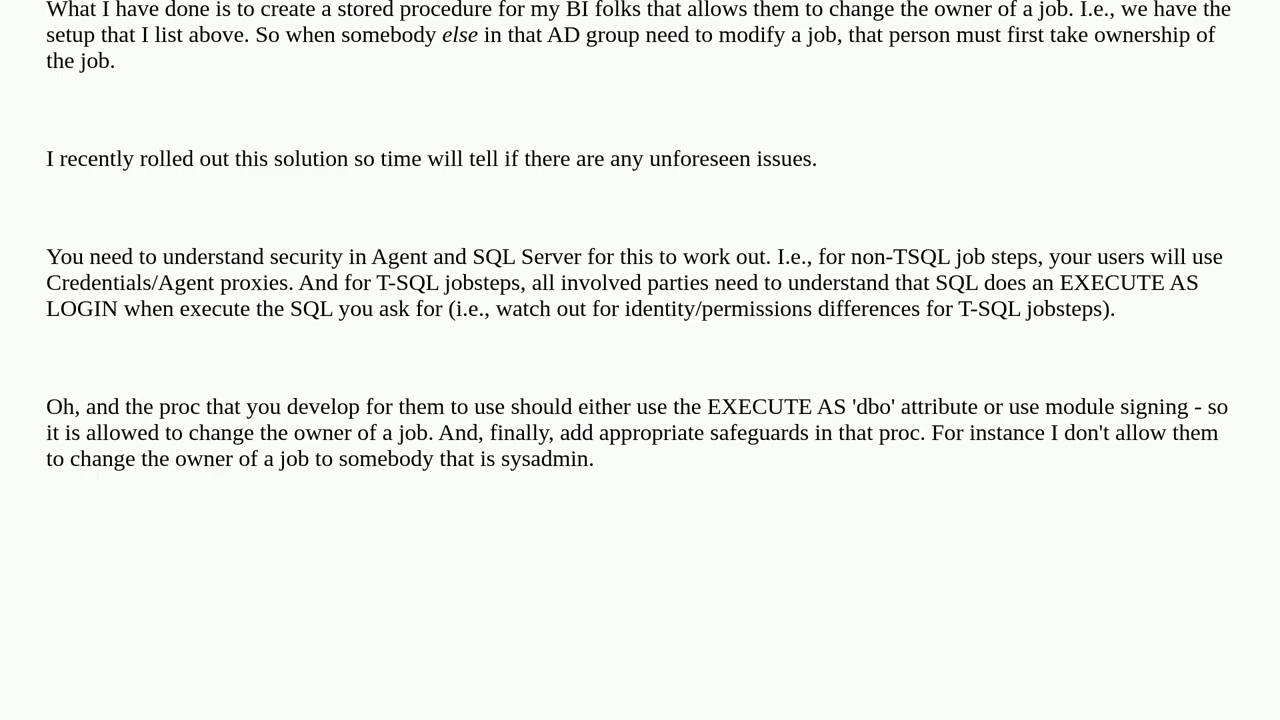 What I have done is to create a stored procedure for my BI folks that allows them to change the owner of a job. I.e., we have the
setup that I list above. So when somebody else in that AD group need to modify a job, that person must first take ownership of
the job.
I recently rolled out this solution so time will tell if there are any unforeseen issues.
You need to understand security in Agent and SQL Server for this to work out. I.e., for non-TSQL job steps, your users will use
Credentials/Agent proxies. And for T-SQL jobsteps, all involved parties need to understand that SQL does an EXECUTE AS
LOGIN when execute the SQL you ask for (i.e., watch out for identity/permissions differences for T-SQL jobsteps).
Oh, and the proc that you develop for them to use should either use the EXECUTE AS 'dbo' attribute or use module signing - so
it is allowed to change the owner of a job. And, finally, add appropriate safeguards in that proc. For instance I don't allow them
to change the owner of a job to somebody that is sysadmin.